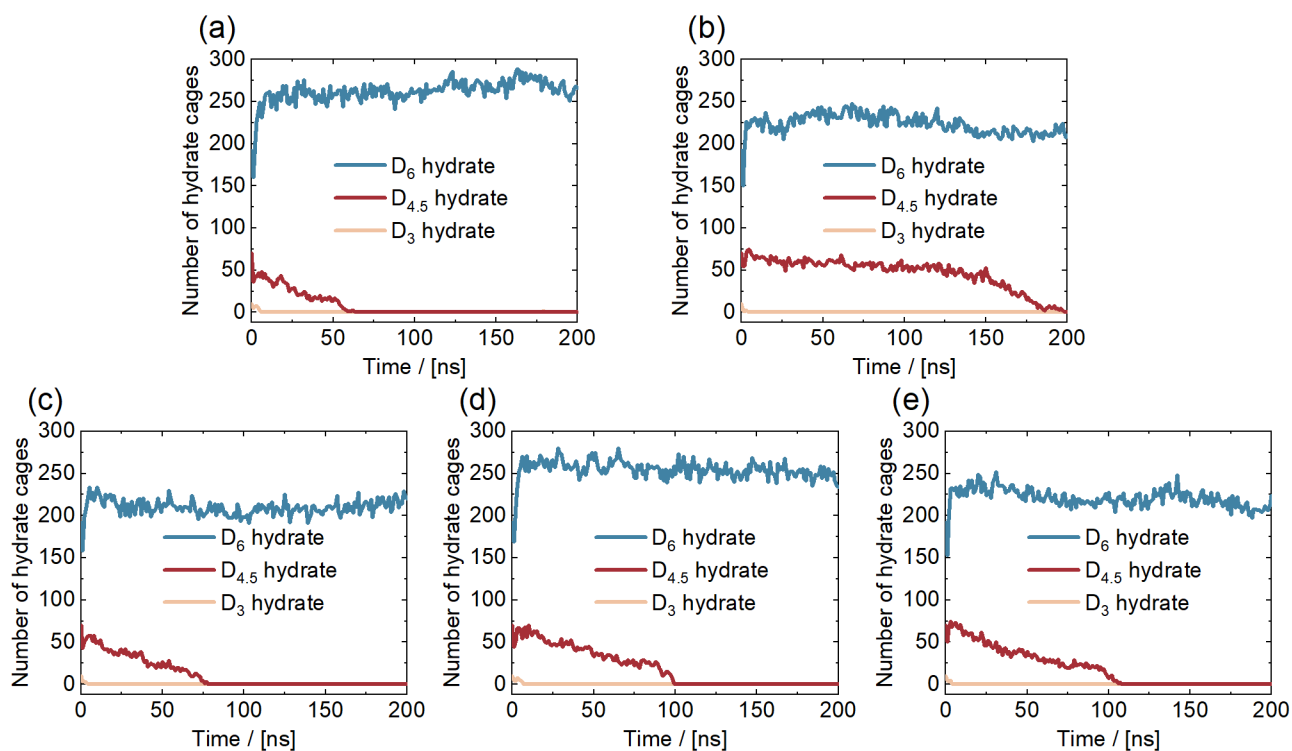 (a)
Number of hydrate cages
300
250
200
150
100
50
0
D₆ hydrate
D₄.₅ hydrate
D₃ hydrate
0 50 100 150 200
Time / [ns]
(b)
Number of hydrate cages
300
250
200
150
100
50
0
D₆ hydrate
D₄.₅ hydrate
D₃ hydrate
0 50 100 150 200
Time / [ns]
(c)
Number of hydrate cages
300
250
200
150
100
50
0
D₆ hydrate
D₄.₅ hydrate
D₃ hydrate
0 50 100 150 200
Time / [ns]
(d)
Number of hydrate cages
300
250
200
150
100
50
0
D₆ hydrate
D₄.₅ hydrate
D₃ hydrate
0 50 100 150 200
Time / [ns]
(e)
Number of hydrate cages
300
250
200
150
100
50
0
D₆ hydrate
D₄.₅ hydrate
D₃ hydrate
0 50 100 150 200
Time / [ns]